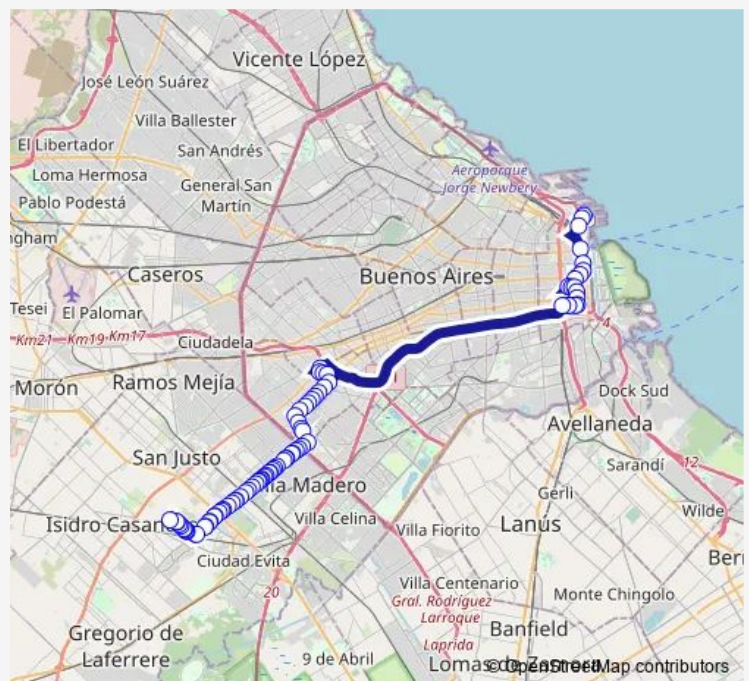 Vicente López
José León Suárez
Villa Ballester
El Libertador
San Andrés
Loma Hermosa
Aeroparque
Jorge Newbery
General San
Martín
Pablo Podestá
ngham
Caseros
Buenos Aires
Tesei
El Palomar
Km21
Km19
Km17
Ciudadela
4
Morón
Ramos Mejía
Dock Sud
Avellaneda
San Justo
Sarandí
12
lla Madero
Gerli
Wilde
Isidro Casan
Villa Celina
Villa Fiorito
Lanús
Ciudad Evita
Ber
Villa Centenario
20
Gral. Rodríguez
Larroque
Monte Chingolo
Laprida
Banfield
Gregorio de
Laferrere
9 de Abril
Lomas de Zamora
© OpenStreetMap contributors